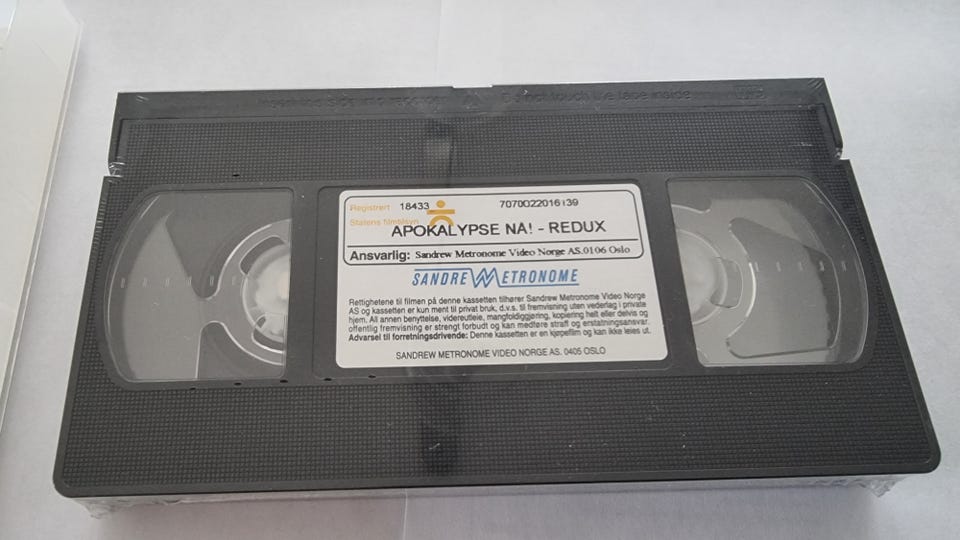 Do not touch the tape inside
Registrert 18433 7070022016139
Statens filmtilsyn
APOKALYPSE NÅ! - REDUX
Ansvarlig: Sandrew Metronome Video Norge AS.0106 Oslo
SANDREW METRONOME
Rettighetene til filmen på denne kassetten tilhører Sandrew Metronome Video Norge
AS og kassetten er kun ment til privat bruk, d.v.s. til fremvisning uten vederlag i private
hjem. All annen benyttelse, videreutleie, mangfoldiggjøring, kopiering helt eller delvis og
offentlig fremvisning er strengt forbudt og kan medføre straff og erstatningsansvar.
Advarsel til forretningsdrivende: Denne kassetten er en kjøpefilm og kan ikke leies ut.
SANDREW METRONOME VIDEO NORGE AS. 0405 OSLO